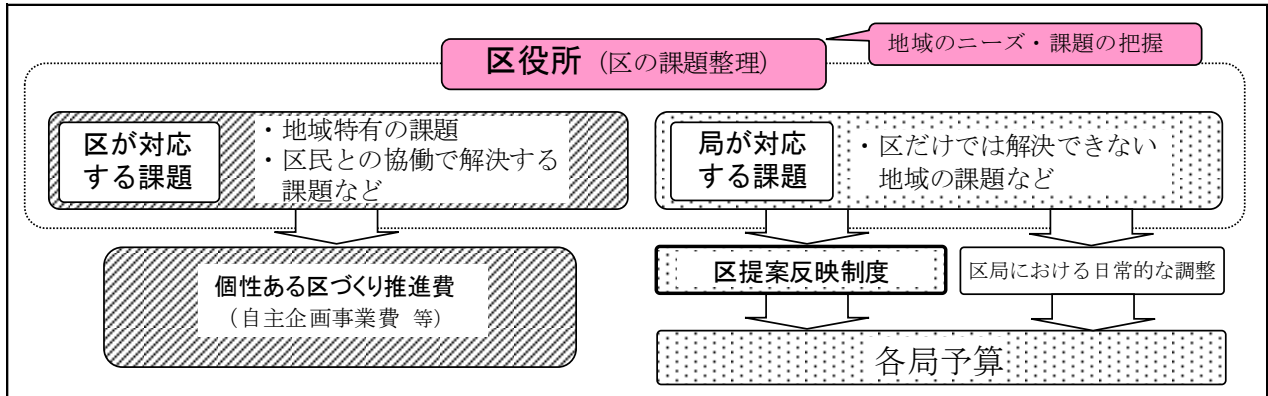 地域のニーズ・課題の把握
区役所（区の課題整理）
区が対応
する課題
・地域特有の課題
・区民との協働で解決する
課題など
局が対応
する課題
・区だけでは解決できない
地域の課題など
個性ある区づくり推進費
（自主企画事業費 等）
区提案反映制度
区局における日常的な調整
各局予算